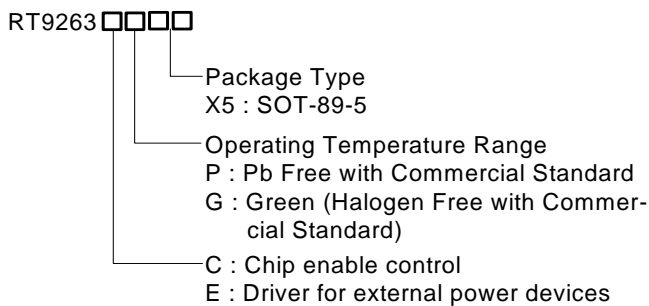 RT9263
Package Type
X5 : SOT-89-5
Operating Temperature Range
P : Pb Free with Commercial Standard
G : Green (Halogen Free with Commer-
cial Standard)
C : Chip enable control
E : Driver for external power devices